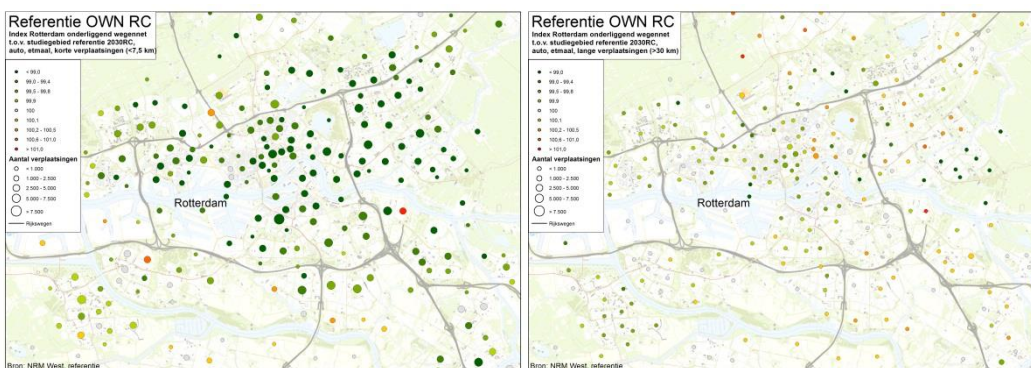 Referentie OWN RC
Index Rotterdam onderliggend wegennet
t.o.v. studiegebied referentie 2030RC,
auto, etmaal, korte verplaatsingen (<7,5 km)
< 99,0
99,0 - 99,4
99,5 - 99,8
99,9
100
100,1
100,2 - 100,5
100,6 - 101,0
> 101,0
Aantal verplaatsingen
< 1.000
1.000 - 2.500
2.500 - 5.000
5.000 - 7.500
> 7.500
Rijkswegen
Rotterdam
Bron: NRM West, referentie
Referentie OWN RC
Index Rotterdam onderliggend wegennet
t.o.v. studiegebied referentie 2030RC,
auto, etmaal, lange verplaatsingen (>30 km)
< 99,0
99,0 - 99,4
99,5 - 99,8
99,9
100
100,1
100,2 - 100,5
100,6 - 101,0
> 101,0
Aantal verplaatsingen
< 1.000
1.000 - 2.500
2.500 - 5.000
5.000 - 7.500
> 7.500
Rijkswegen
Rotterdam
Bron: NRM West, referentie